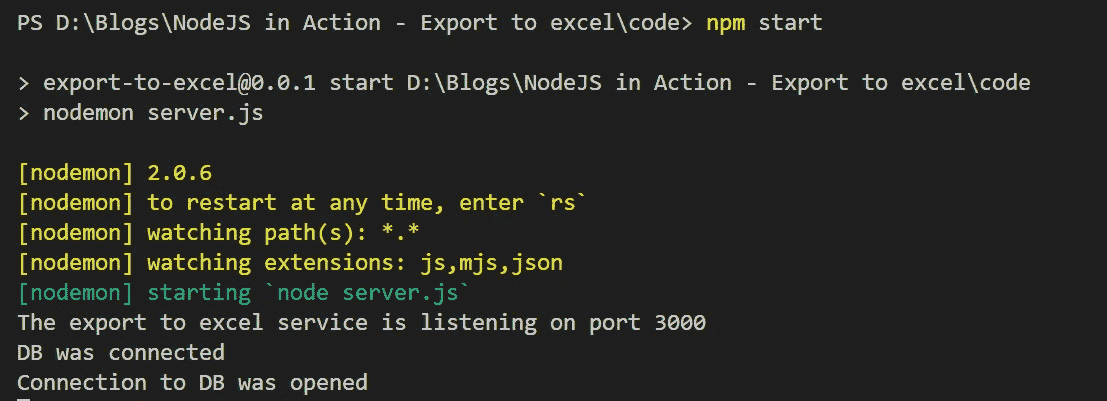 PS D:\Blogs\NodeJS in Action - Export to excel\code> npm start
> export-to-excel@0.0.1 start D:\Blogs\NodeJS in Action - Export to excel\code
> nodemon server.js
[nodemon] 2.0.6
[nodemon] to restart at any time, enter `rs`
[nodemon] watching path(s): *.*
[nodemon] watching extensions: js,mjs,json
[nodemon] starting `node server.js`
The export to excel service is listening on port 3000
DB was connected
Connection to DB was opened